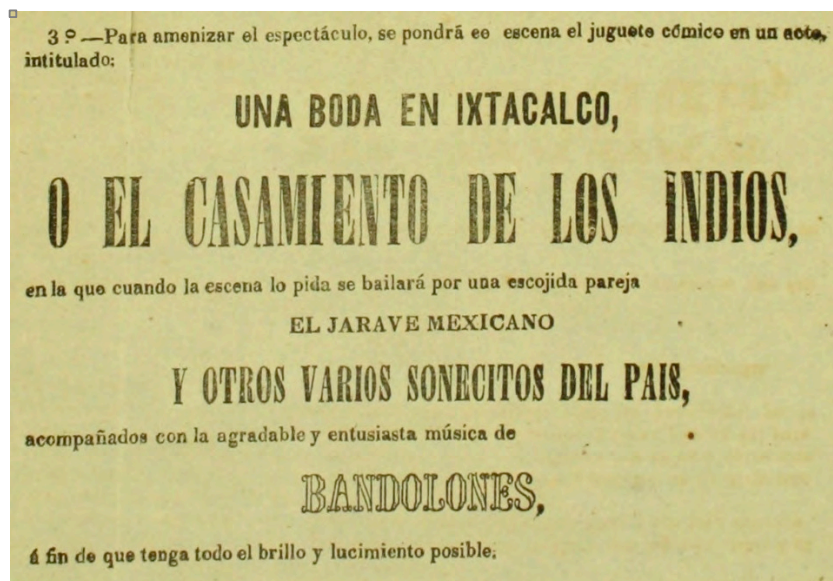 3º—Para amenizar el espectáculo, se pondrá eo escena el juguete cómico en un acto,
intitulado:
UNA BODA EN IXTACALCO,
O EL CASAMIENTO DE LOS INDIOS,
en la que cuando la escena lo pida se bailará por una escojida pareja
EL JARAVE MEXICANO
Y OTROS VARIOS SONECITOS DEL PAIS,
acompañados con la agradable y entusiasta música de
BANDOLONES,
á fin de que tenga todo el brillo y lucimiento posible.